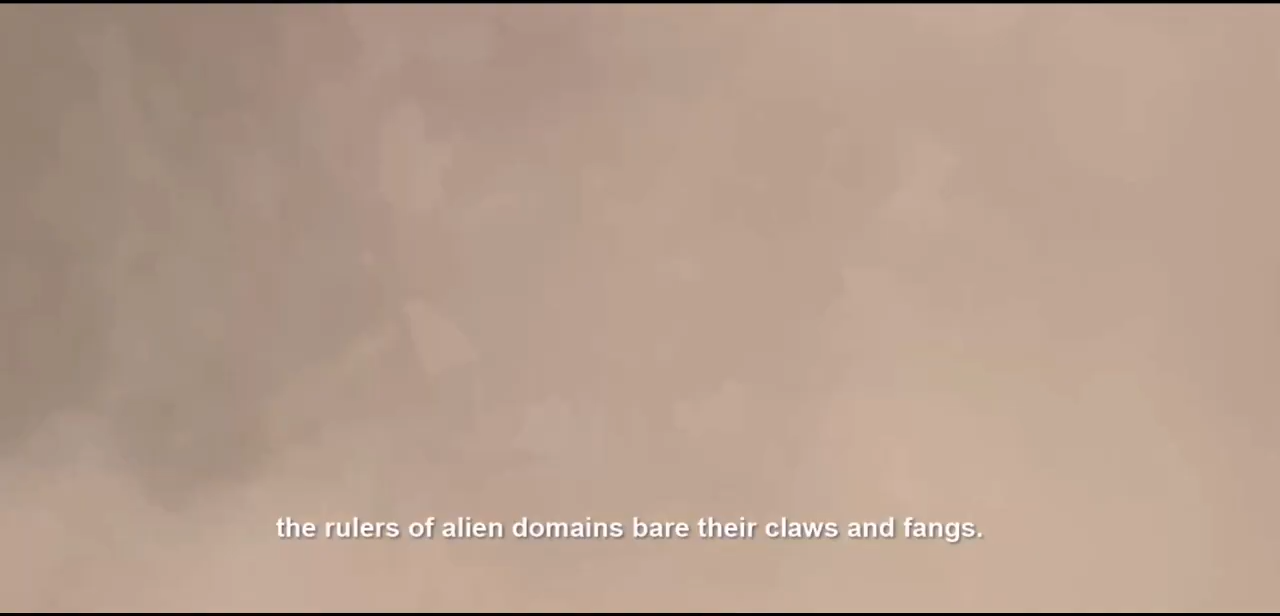 the rulers of alien domains bare their claws and fangs.